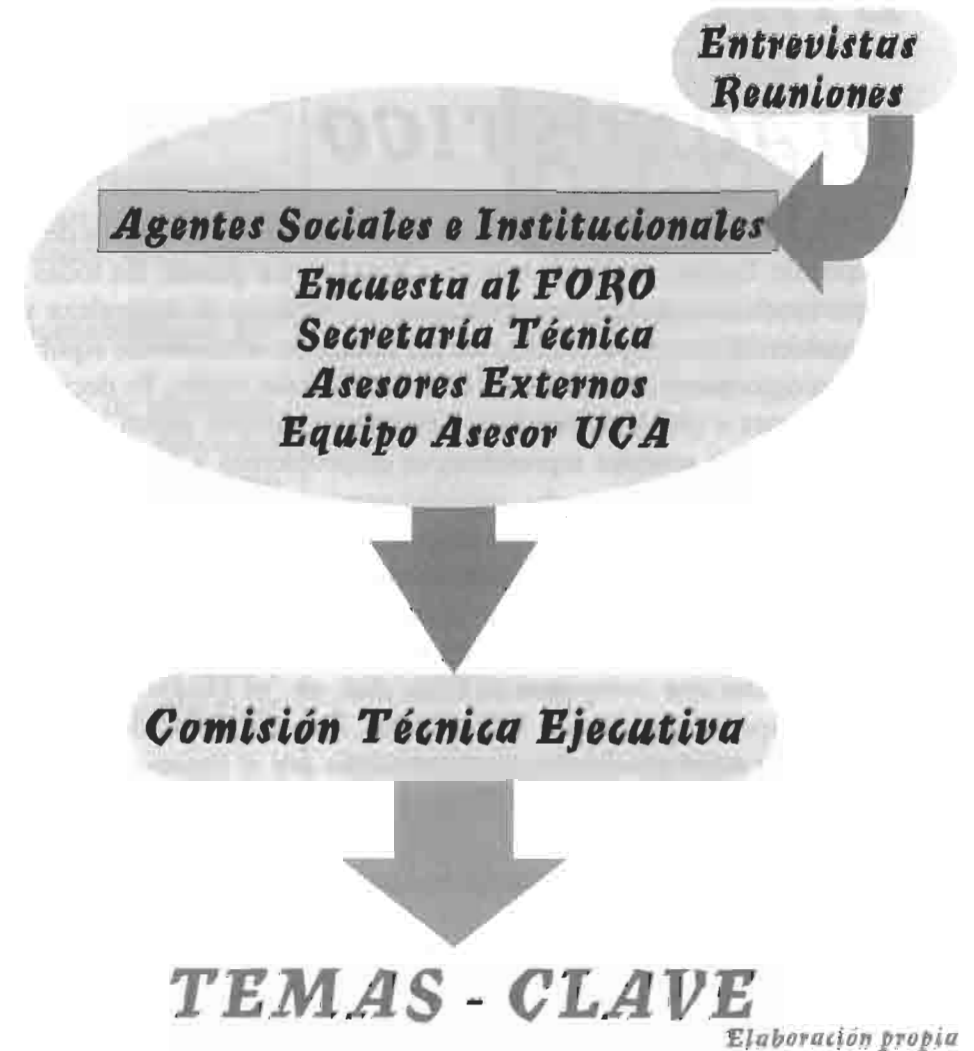 Entrevistas
Reuniones
Agentes Sociales e Institucionales
Encuesta al FORO
Secretaría Técnica
Asesores Externos
Equipo Asesor UCA
Comisión Técnica Ejecutiva
TEMAS - CLAVE
Elaboración propia